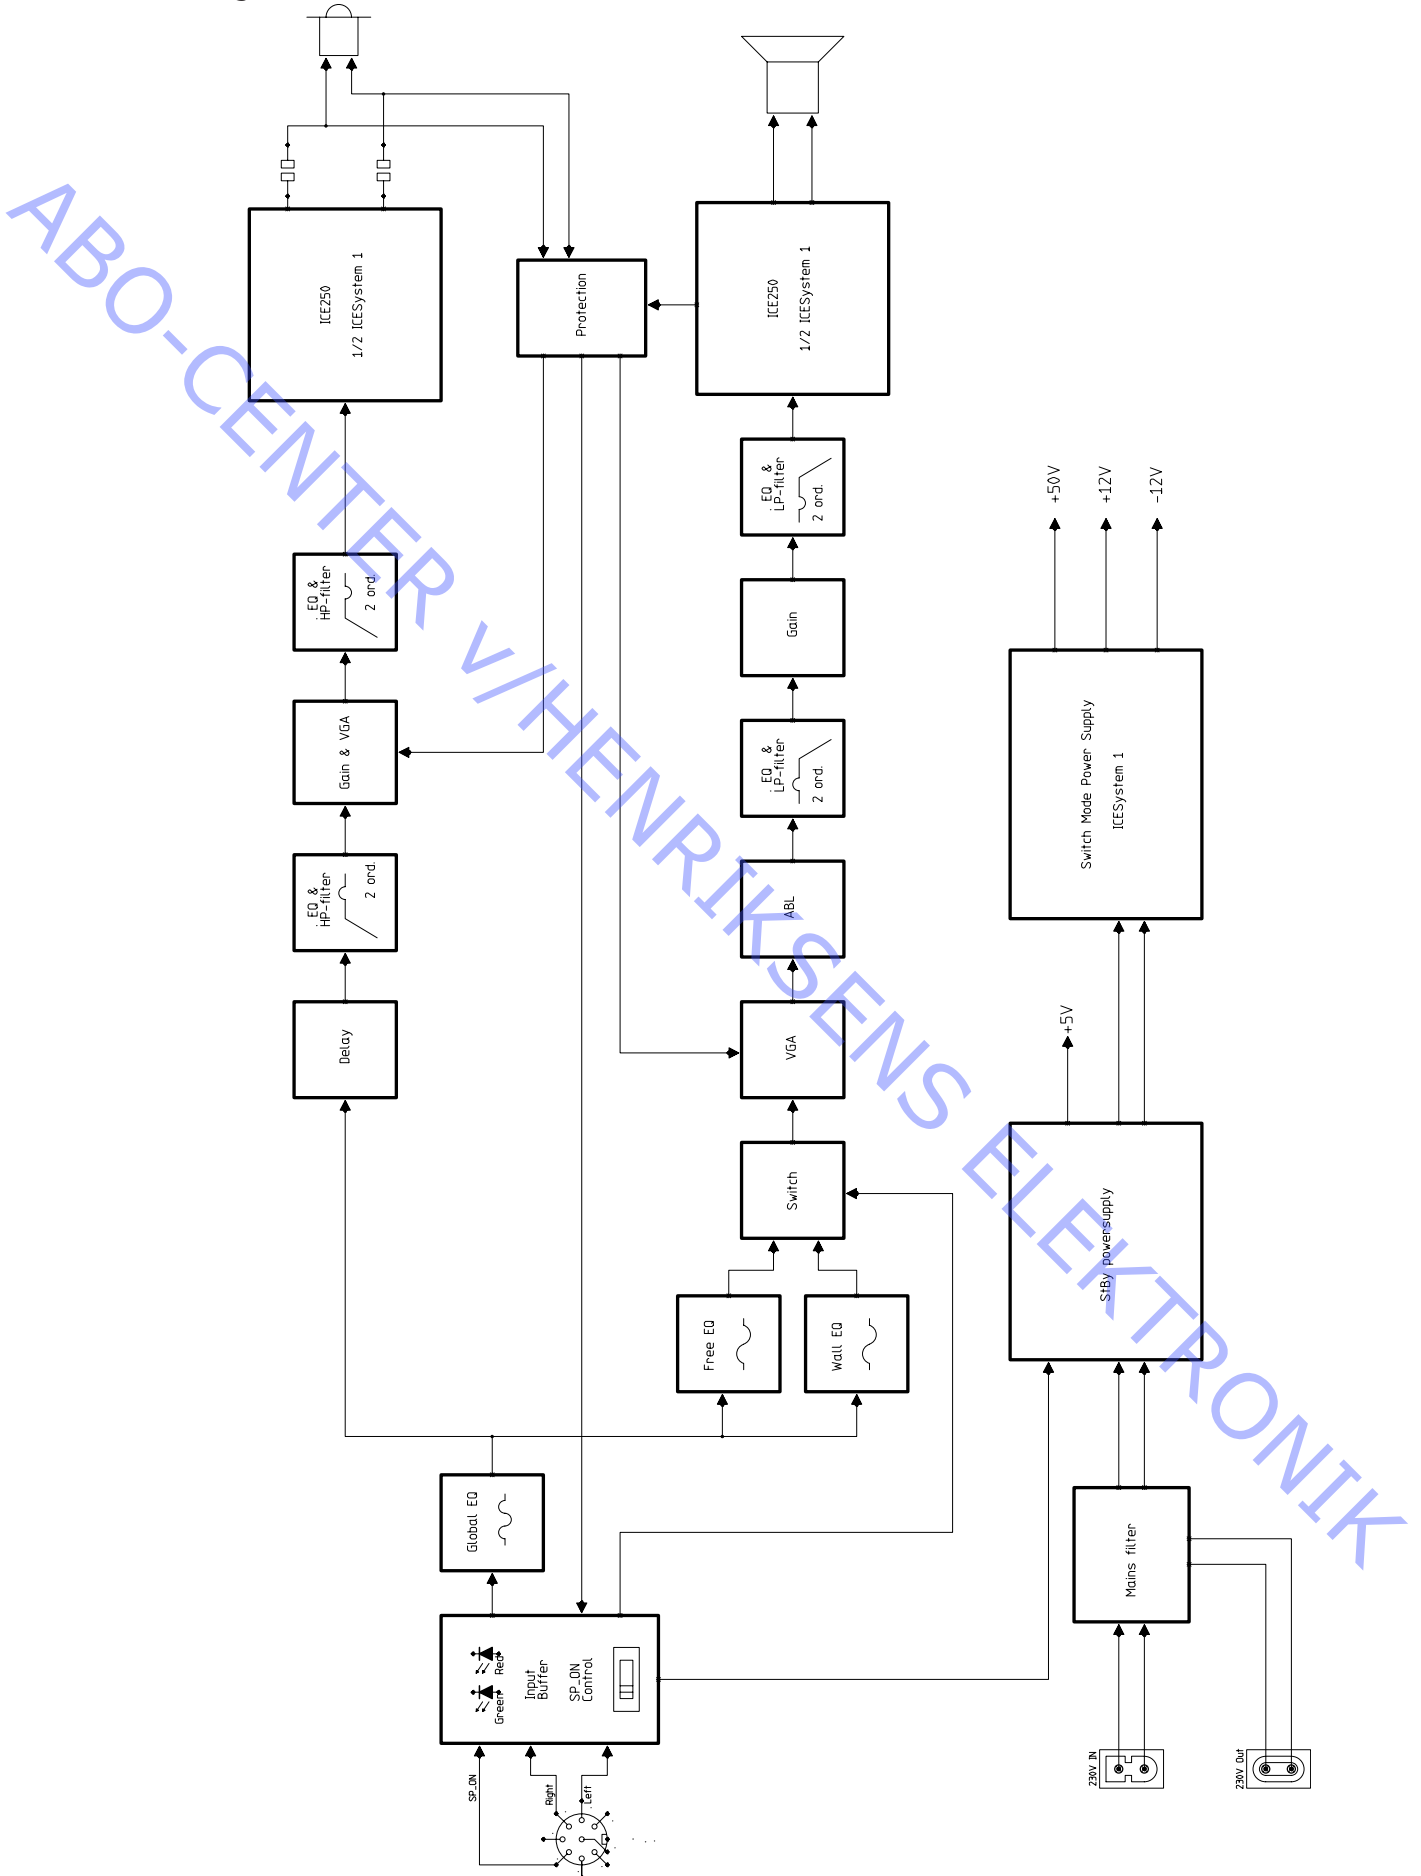 ICE250
1/2 ICESystem 1
Protection
ICE250
1/2 ICESystem 1
EQ &
HP-filter
2 ord.
EQ &
LP-filter
2 ord.
+50V
+12V
-12V
Gain
Gain & VGA
EQ &
LP-filter
2 ord.
Switch Mode Power Supply
ICESystem 1
EQ &
HP-filter
2 ord.
ABL
Delay
VGA
+5V
Switch
StBy powersupply
Free EQ
Wall EQ
Global EQ
Mains filter
Red
Green
Input
Buffer
SP_ON
Control
SP_ON
Right
Left
230V IN
230V Out
ABO-CENTER v/HENRIKSENS ELEKTRONIK